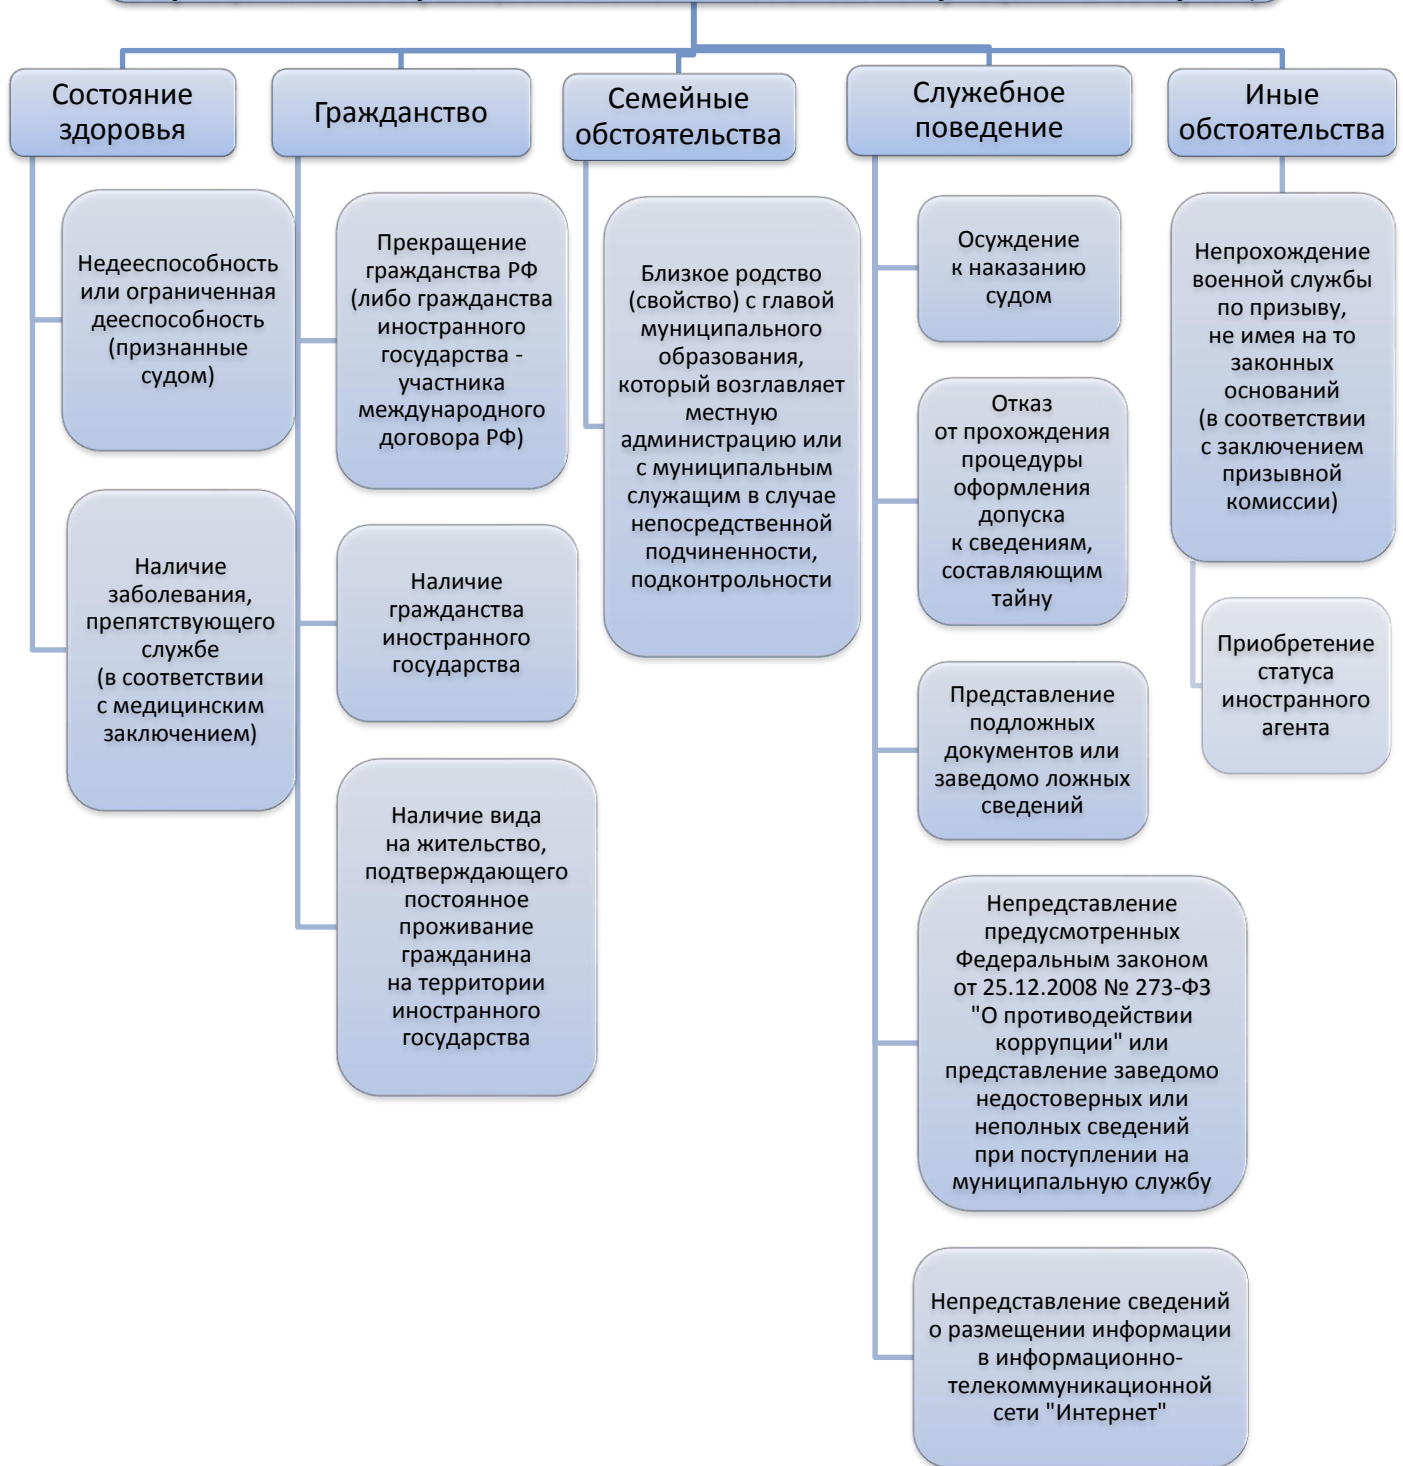 Состояние
здоровья
Недееспособность
или ограниченная
дееспособность
(признанные
судом)
Наличие
заболевания,
препятствующего
службе
(в соответствии
с медицинским
заключением)
Гражданство
Прекращение
гражданства РФ
(либо гражданства
иностранного
государства -
участника
международного
договора РФ)
Наличие
гражданства
иностранного
государства
Наличие вида
на жительство,
подтверждающего
постоянное
проживание
гражданина
на территории
иностранного
государства
Семейные
обстоятельства
Близкое родство
(свойство) с главой
муниципального
образования,
который возглавляет
местную
администрацию или
с муниципальным
служащим в случае
непосредственной
подчиненности,
подконтрольности
Служебное
поведение
Осуждение
к наказанию
судом
Отказ
от прохождения
процедуры
оформления
допуска
к сведениям,
составляющим
тайну
Представление
подложных
документов или
заведомо ложных
сведений
Непредставление
предусмотренных
Федеральным законом
от 25.12.2008 № 273-ФЗ
"О противодействии
коррупции" или
представление заведомо
недостоверных или
неполных сведений
при поступлении на
муниципальную службу
Непредставление сведений
о размещении информации
в информационно-
телекоммуникационной
сети "Интернет"
Иные
обстоятельства
Непрохождение
военной службы
по призыву,
не имея на то
законных
оснований
(в соответствии
с заключением
призывной
комиссии)
Приобретение
статуса
иностранного
агента